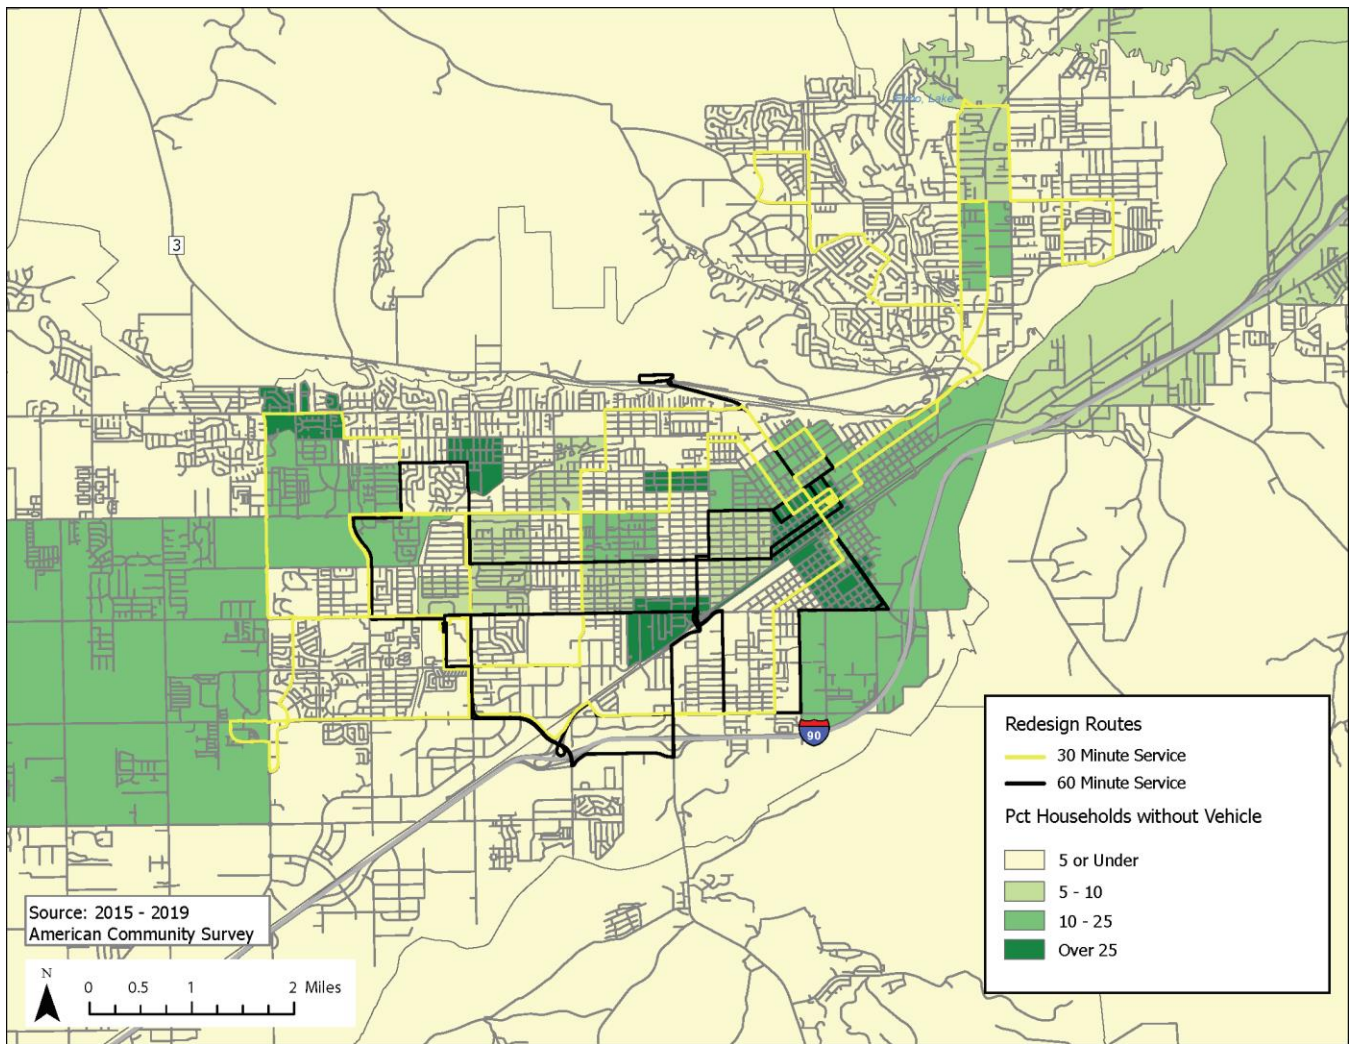 3
Redesign Routes
30 Minute Service
60 Minute Service
Pct Households without Vehicle
5 or Under
5 - 10
10 - 25
Over 25
90
Source: 2015 - 2019
American Community Survey
N
0 0.5 1 2 Miles